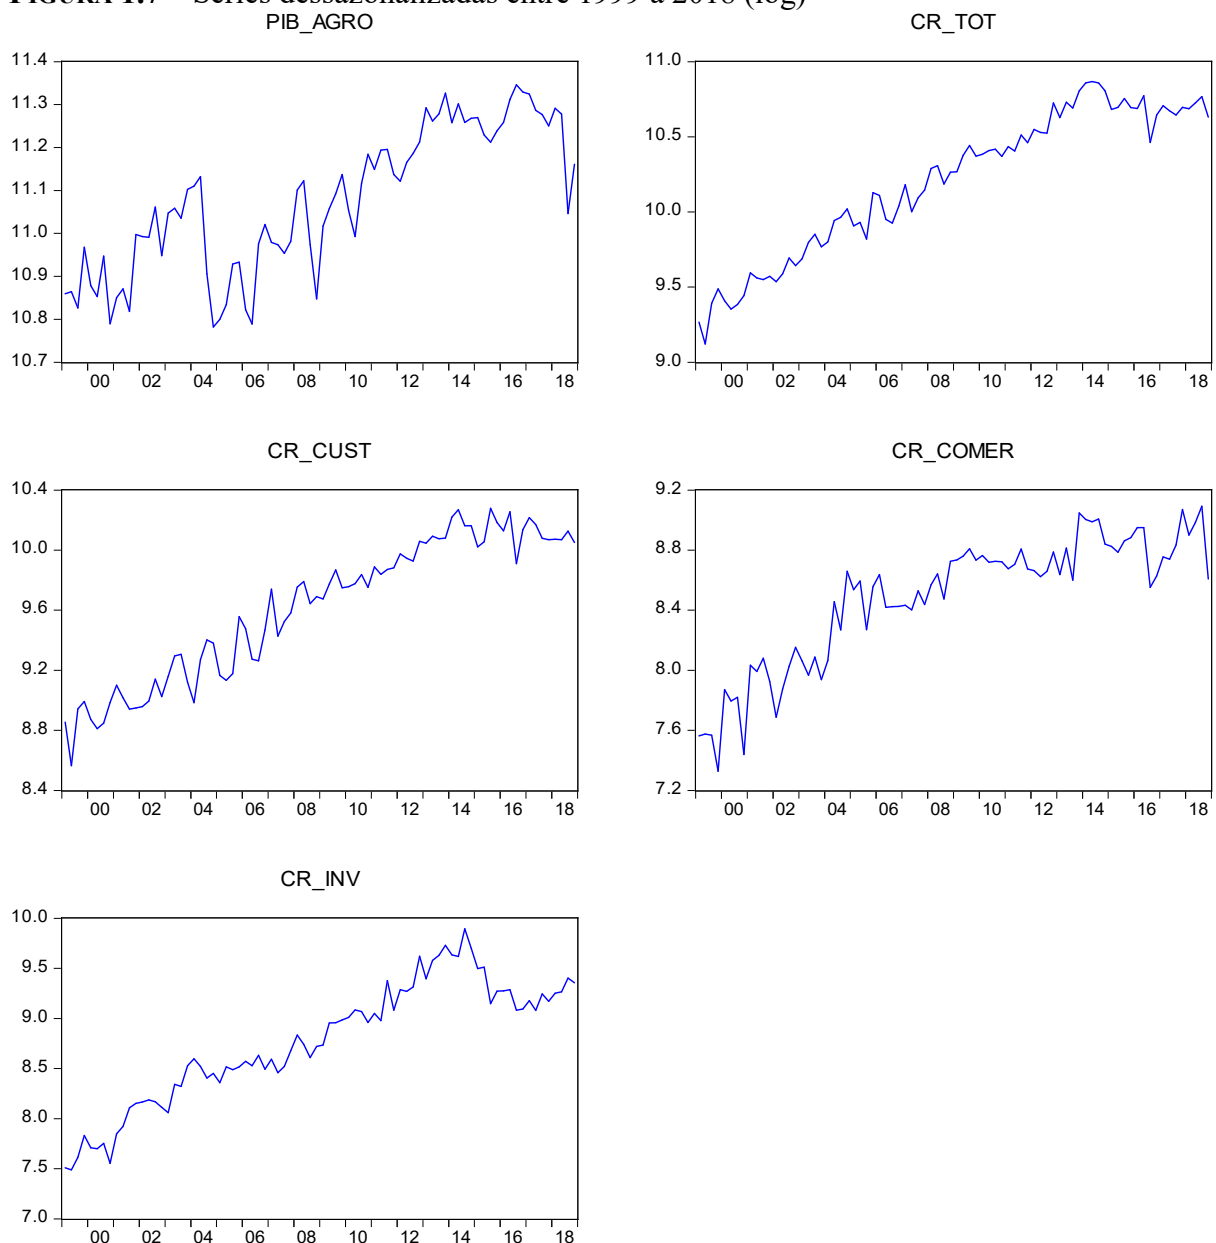 FIGURA 1.7 – Séries dessazonalizadas entre 1999 a 2018 (log)
PIB_AGRO
11.4
11.3
11.2
11.1
11.0
10.9
10.8
10.7
00 02 04 06 08 10 12 14 16 18
CR_TOT
11.0
10.5
10.0
9.5
9.0
00 02 04 06 08 10 12 14 16 18
CR_CUST
10.4
10.0
9.6
9.2
8.8
8.4
00 02 04 06 08 10 12 14 16 18
CR_COMER
9.2
8.8
8.4
8.0
7.6
7.2
00 02 04 06 08 10 12 14 16 18
CR_INV
10.0
9.5
9.0
8.5
8.0
7.5
7.0
00 02 04 06 08 10 12 14 16 18